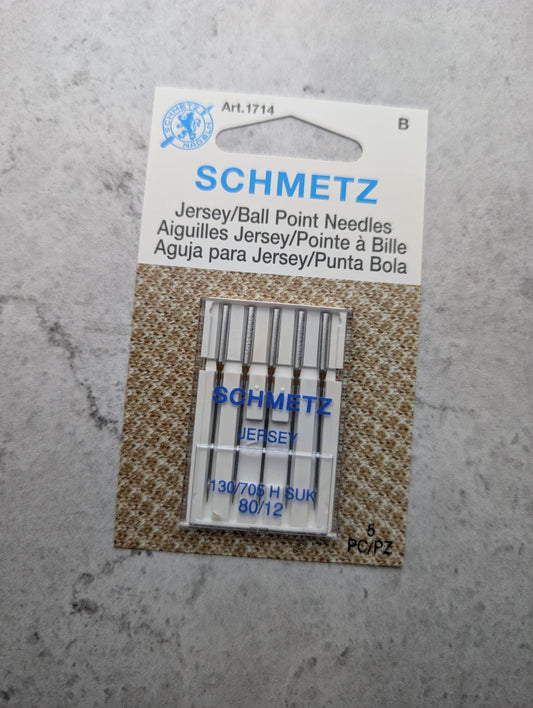 Art.1714
B
SCHMETZ
NADELN
SCHMETZ
Jersey/Ball Point Needles
Aiguilles Jersey/Pointe à Bille
Aguja para Jersey/Punta Bola
SCHMETZ
JERSEY
130/705 H SUK
80/12
5
PC/PZ